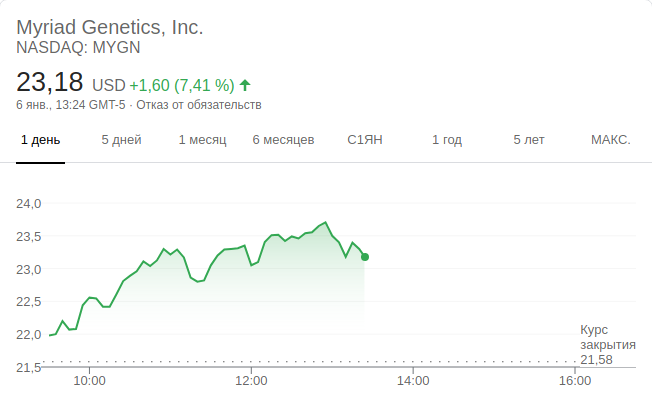 Myriad Genetics, Inc.
NASDAQ: MYGN
23,18 USD +1,60 (7,41 %)
6 янв., 13:24 GMT-5 · Отказ от обязательств
1 день 5 дней 1 месяц 6 месяцев С1ЯН 1 год 5 лет МАКС.
24,0
23,5
23,0
22,5
22,0
21,5
Курс
закрытия
21,58
10:00 12:00 14:00 16:00